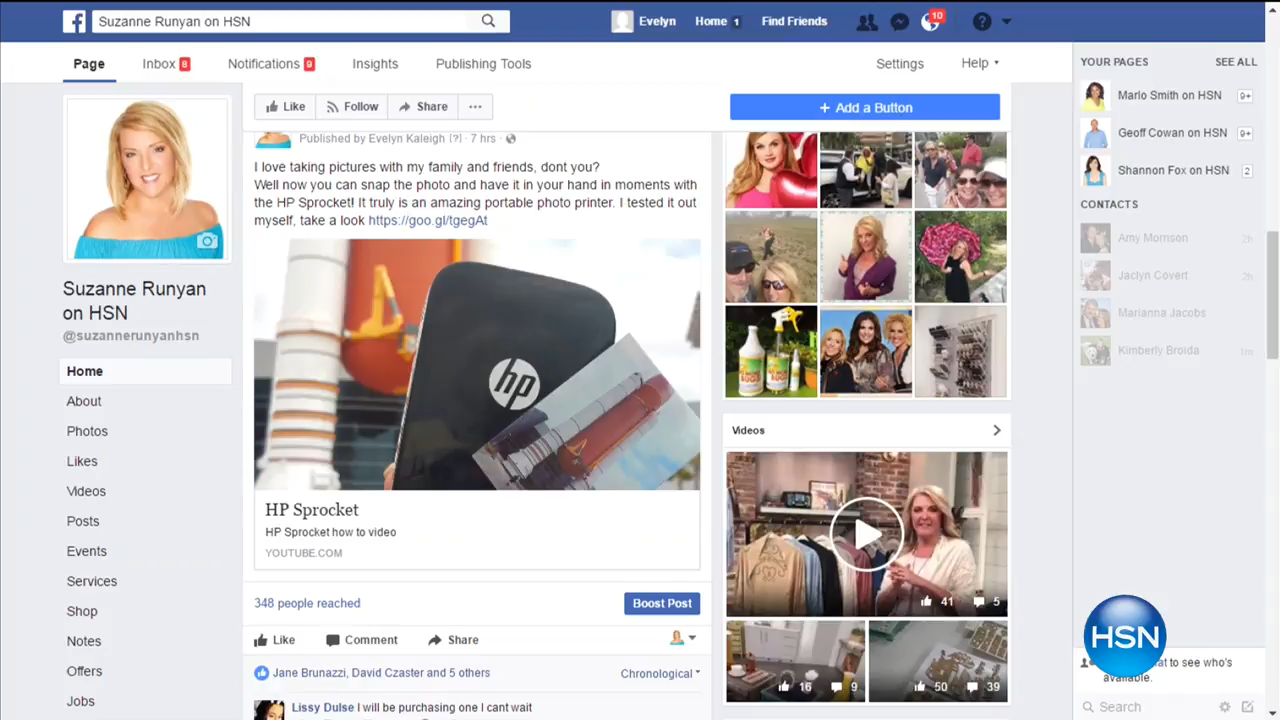 Suzanne Runyan on HSN
Evelyn
Home 1
Find Friends
10
Page
Inbox 8
Notifications 9
Insights
Publishing Tools
Settings
Help
Like
Follow
Share
+ Add a Button
Published by Evelyn Kaleigh [?] · 7 hrs ·
I love taking pictures with my family and friends, dont you?
Well now you can snap the photo and have it in your hand in moments with
the HP Sprocket! It truly is an amazing portable photo printer. I tested it out
myself, take a look https://goo.gl/tgegAt
hp
HP Sprocket
HP Sprocket how to video
YOUTUBE.COM
348 people reached
Boost Post
Like
Comment
Share
Jane Brunazzi, David Czaster and 5 others
Chronological
Lissy Dulse I will be purchasing one I cant wait
Suzanne Runyan
on HSN
@suzannerunyanhsn
Home
About
Photos
Likes
Videos
Posts
Events
Services
Shop
Notes
Offers
Jobs
Videos
41
5
16
9
50
39
YOUR PAGES
SEE ALL
Marlo Smith on HSN 9+
Geoff Cowan on HSN 9+
Shannon Fox on HSN 2
CONTACTS
Amy Morrison 2h
Jaclyn Covert 2h
Marianna Jacobs
Kimberly Broida 1m
HSN
to see who's
available.
Search